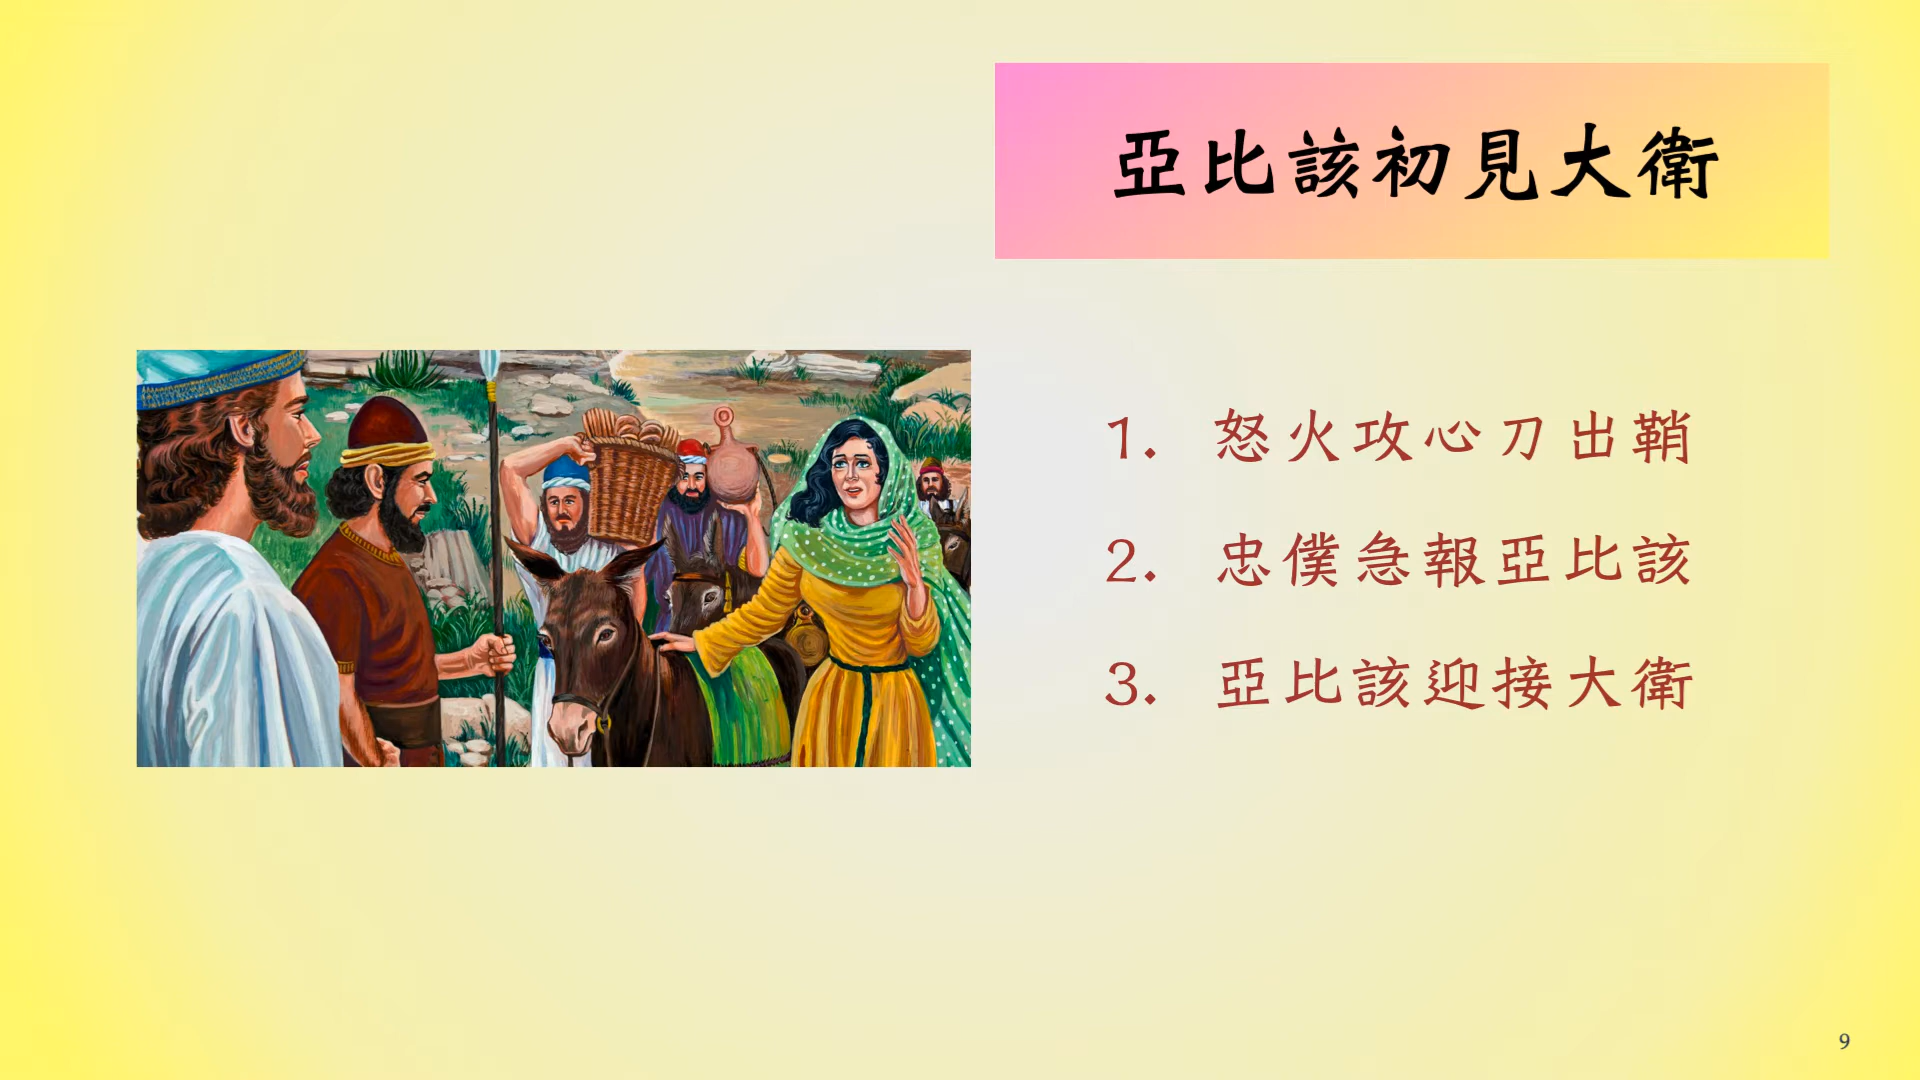 亞比該初見大衛
1. 怒火攻心刀出鞘
2. 忠僕急報亞比該
3. 亞比該迎接大衛
9